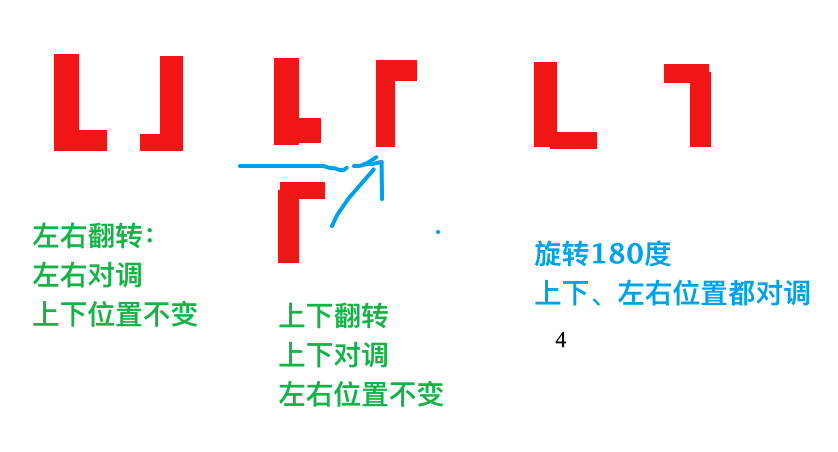 左右翻转：
左右对调
上下位置不变
上下翻转
上下对调
左右位置不变
旋转180度
上下、左右位置都对调
4